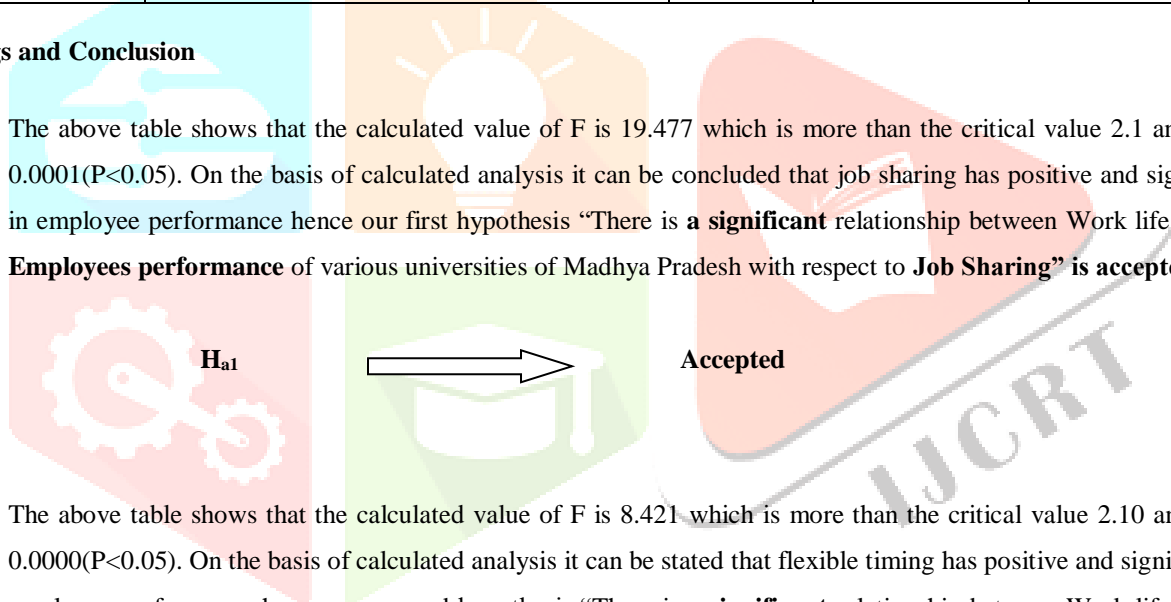 s and Conclusion
The above table shows that the calculated value of F is 19.477 which is more than the critical value 2.1
0.0001(P<0.05). On the basis of calculated analysis it can be concluded that job sharing has positive and
in employee performance hence our first hypothesis “There is a significant relationship between Work life
Employees performance of various universities of Madhya Pradesh with respect to Job Sharing” is
Ha1 Accepted
IJCRT
The above table shows that the calculated value of F is 8.421 which is more than the critical value 2.10
0.0000(P<0.05). On the basis of calculated analysis it can be stated that flexible timing has positive and